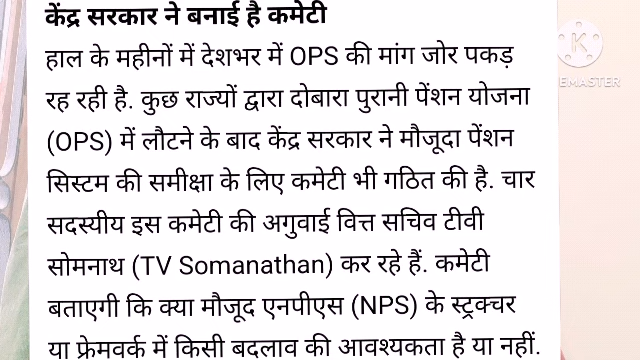 केंद्र सरकार ने बनाई है कमेटी
हाल के महीनों में देशभर में OPS की मांग जोर पकड़
रह रही है. कुछ राज्यों द्वारा दोबारा पुरानी पेंशन योजना
(OPS) में लौटने के बाद केंद्र सरकार ने मौजूदा पेंशन
सिस्टम की समीक्षा के लिए कमेटी भी गठित की है. चार
सदस्यीय इस कमेटी की अगुवाई वित्त सचिव टीवी
सोमनाथ (TV Somanathan) कर रहे हैं. कमेटी
बताएगी कि क्या मौजूद एनपीएस (NPS) के स्ट्रक्चर
या फ्रेमवर्क में किसी बदलाव की आवश्यकता है या नहीं.
K
EMASTER